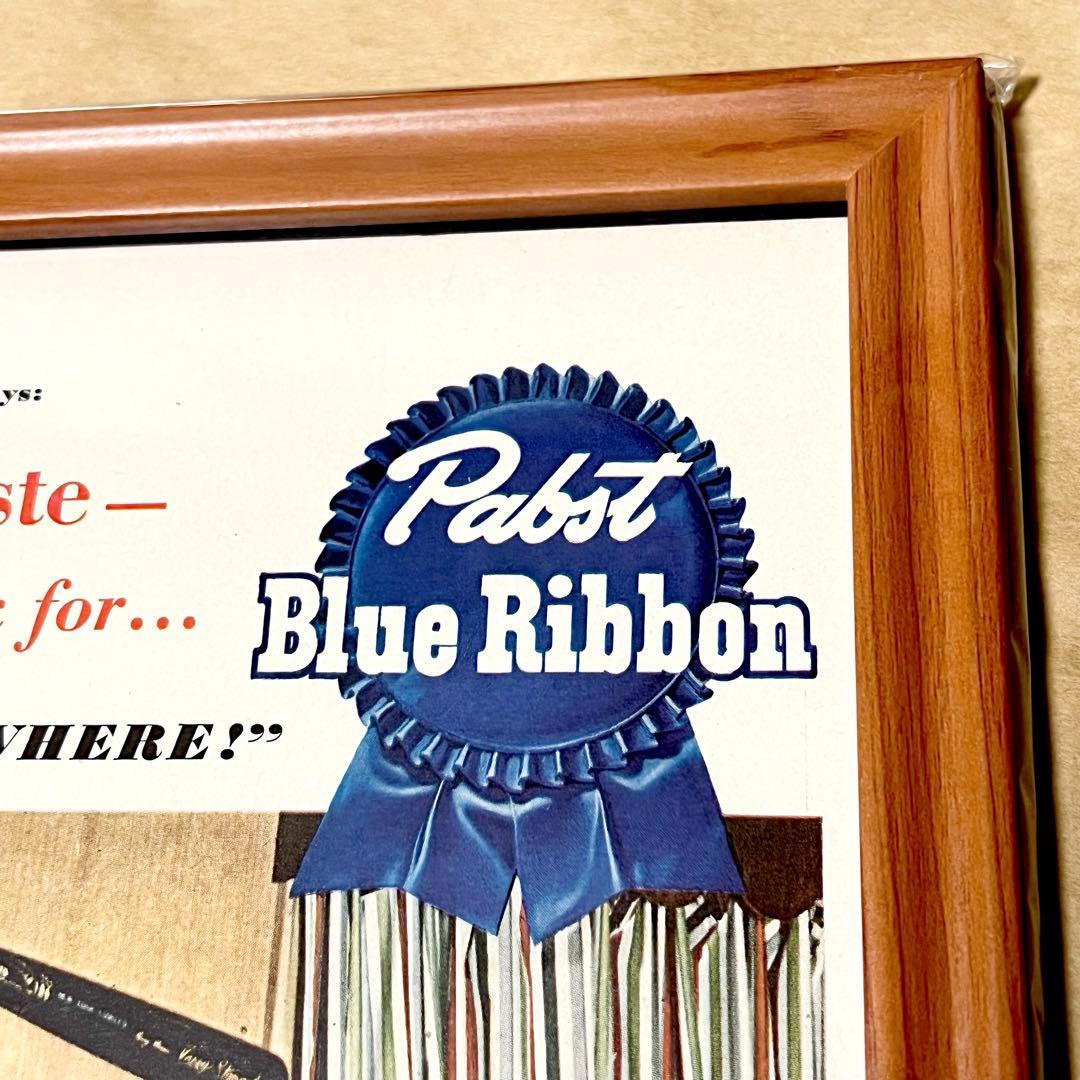 ys:
ste —
for...
WHERE!”
Pabst
Blue Ribbon